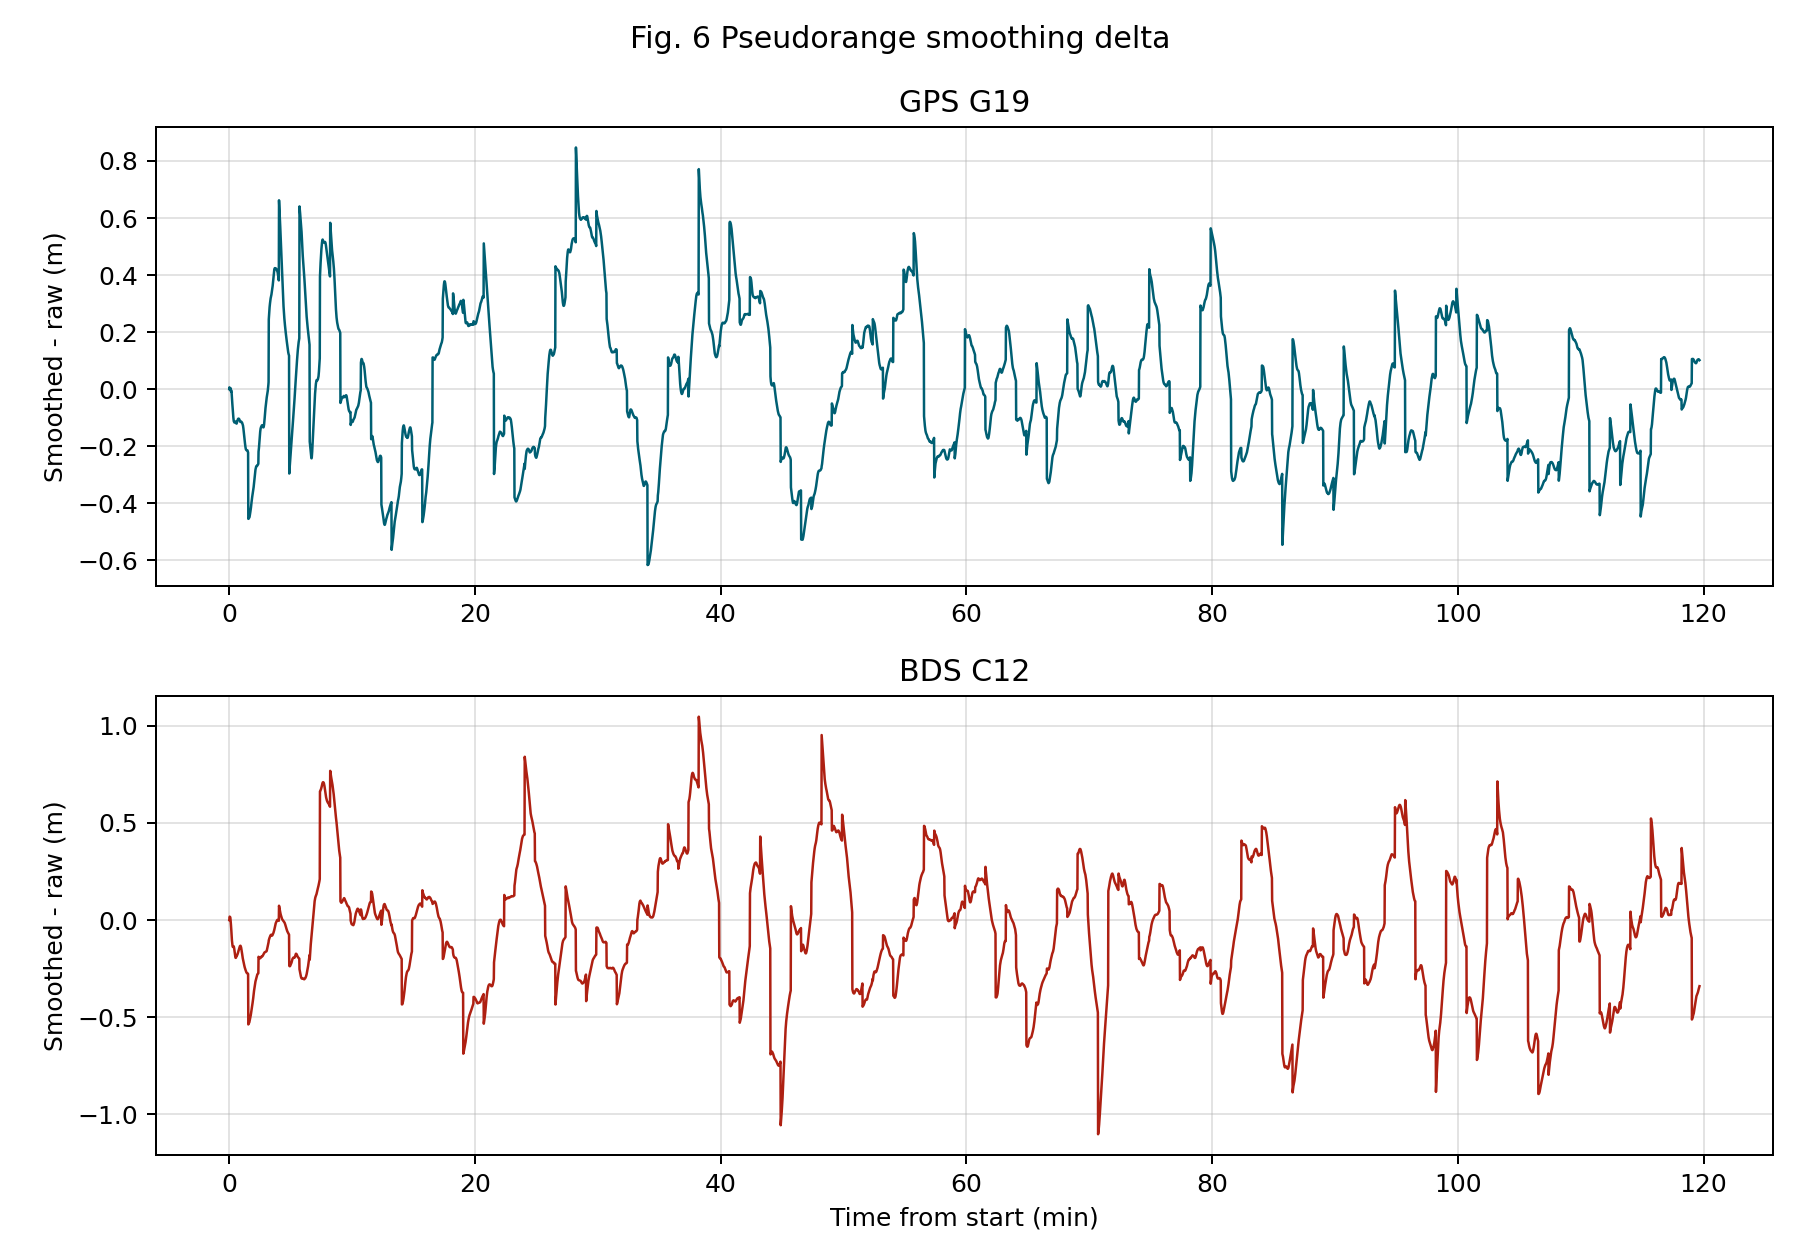 Fig. 6 Pseudorange smoothing delta
GPS G19
Smoothed - raw (m)
0.8
0.6
0.4
0.2
0.0
−0.2
−0.4
−0.6
0 20 40 60 80 100 120
BDS C12
Smoothed - raw (m)
1.0
0.5
0.0
−0.5
−1.0
0 20 40 60 80 100 120
Time from start (min)